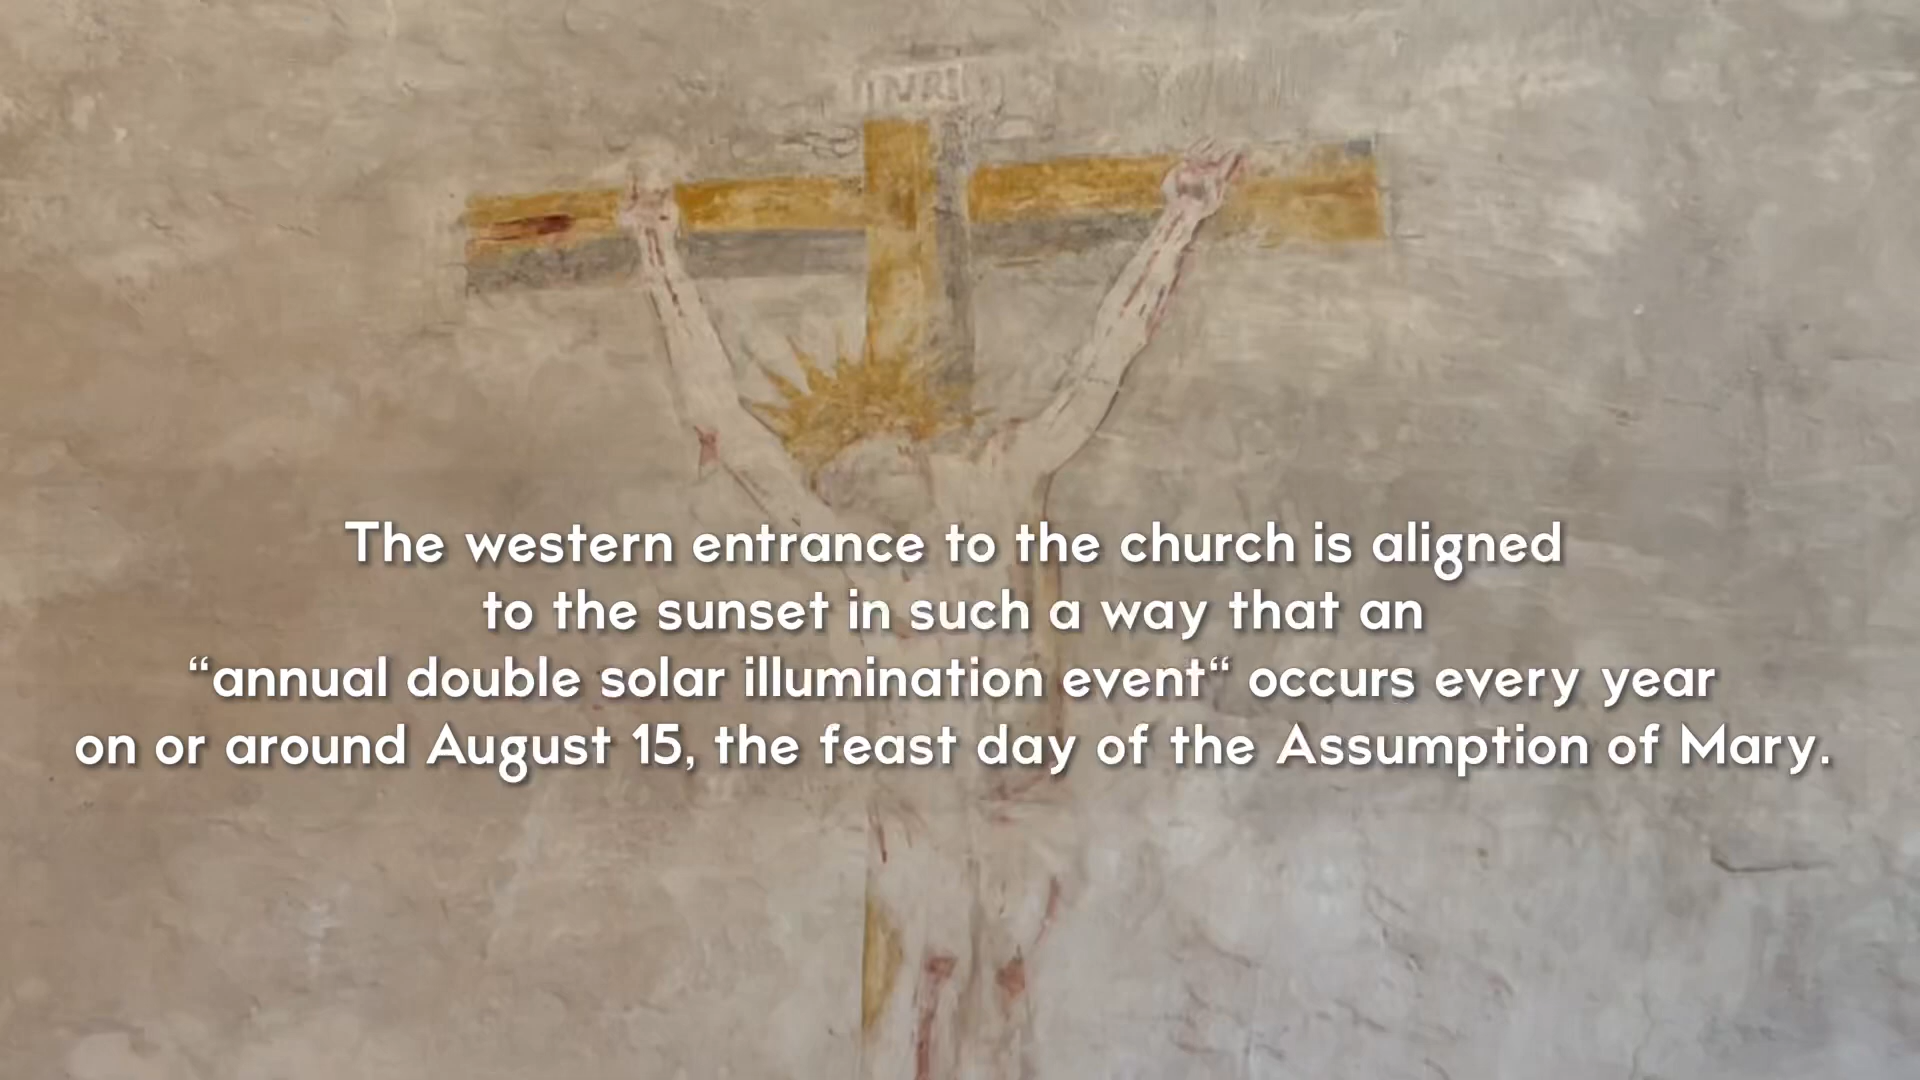 INRI
The western entrance to the church is aligned
to the sunset in such a way that an
“annual double solar illumination event“ occurs every year
on or around August 15, the feast day of the Assumption of Mary.